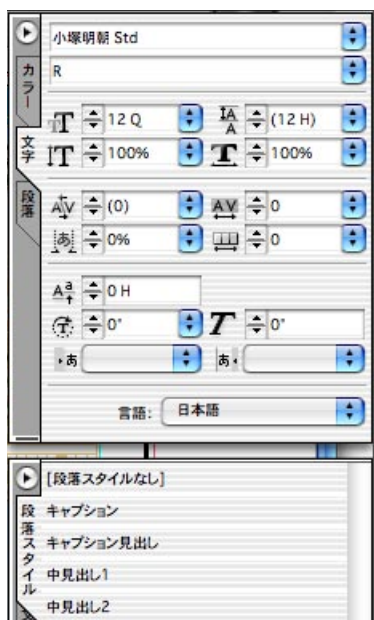 小塚明朝 Std
カラー
R
文字
12 Q
(12 H)
100%
100%
段落
(0)
0
0%
0
0 H
0°
0°
言語: 日本語
段落スタイル
[段落スタイルなし]
キャプション
キャプション見出し
中見出し1
中見出し2